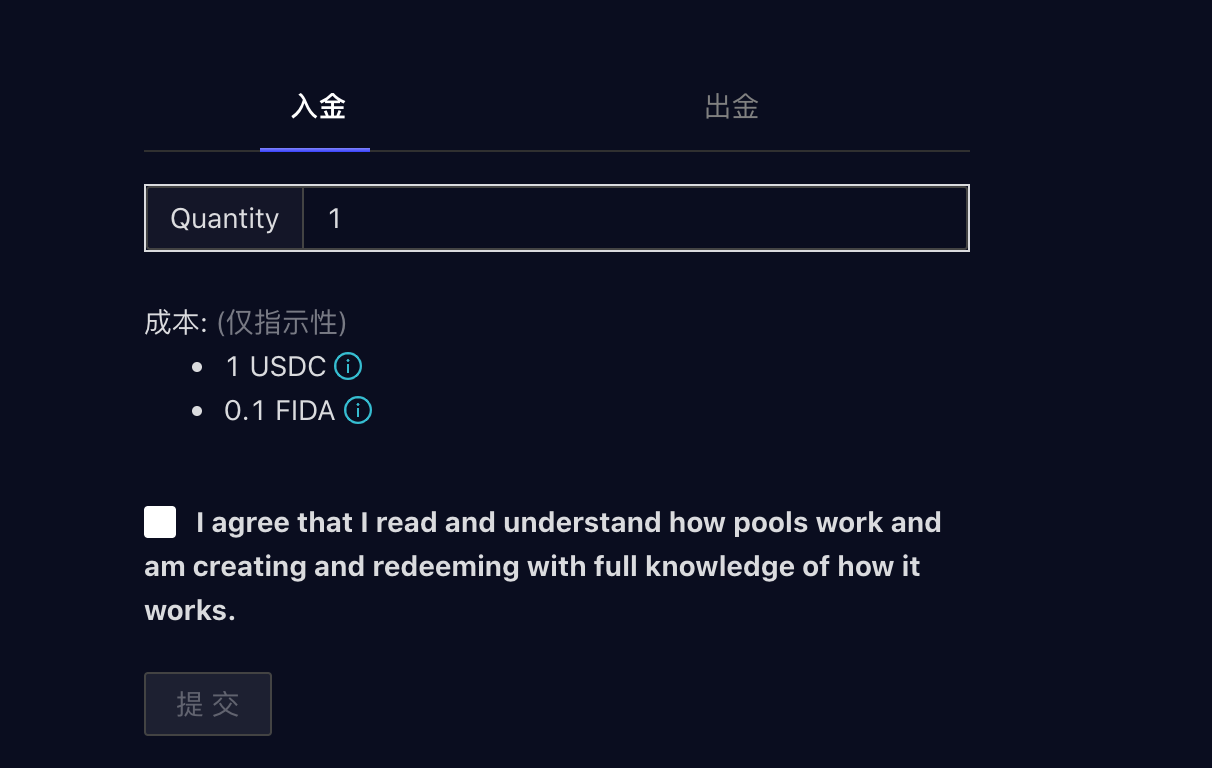 入金 出金
Quantity 1
成本: (仅指示性)
1 USDC
0.1 FIDA
I agree that I read and understand how pools work and
am creating and redeeming with full knowledge of how it
works.
提 交